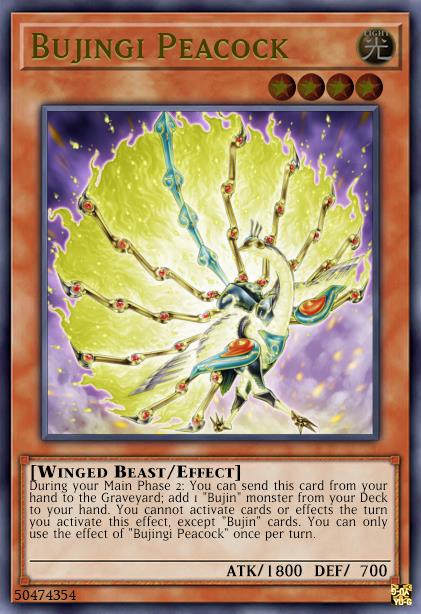 Bujingi Peacock
LIGHT
光
[Winged Beast/Effect]
During your Main Phase 2: You can send this card from your
hand to the Graveyard; add 1 "Bujin" monster from your Deck
to your hand. You cannot activate cards or effects the turn
you activate this effect, except "Bujin" cards. You can only
use the effect of "Bujingi Peacock" once per turn.
ATK/1800 DEF/ 700
50474354